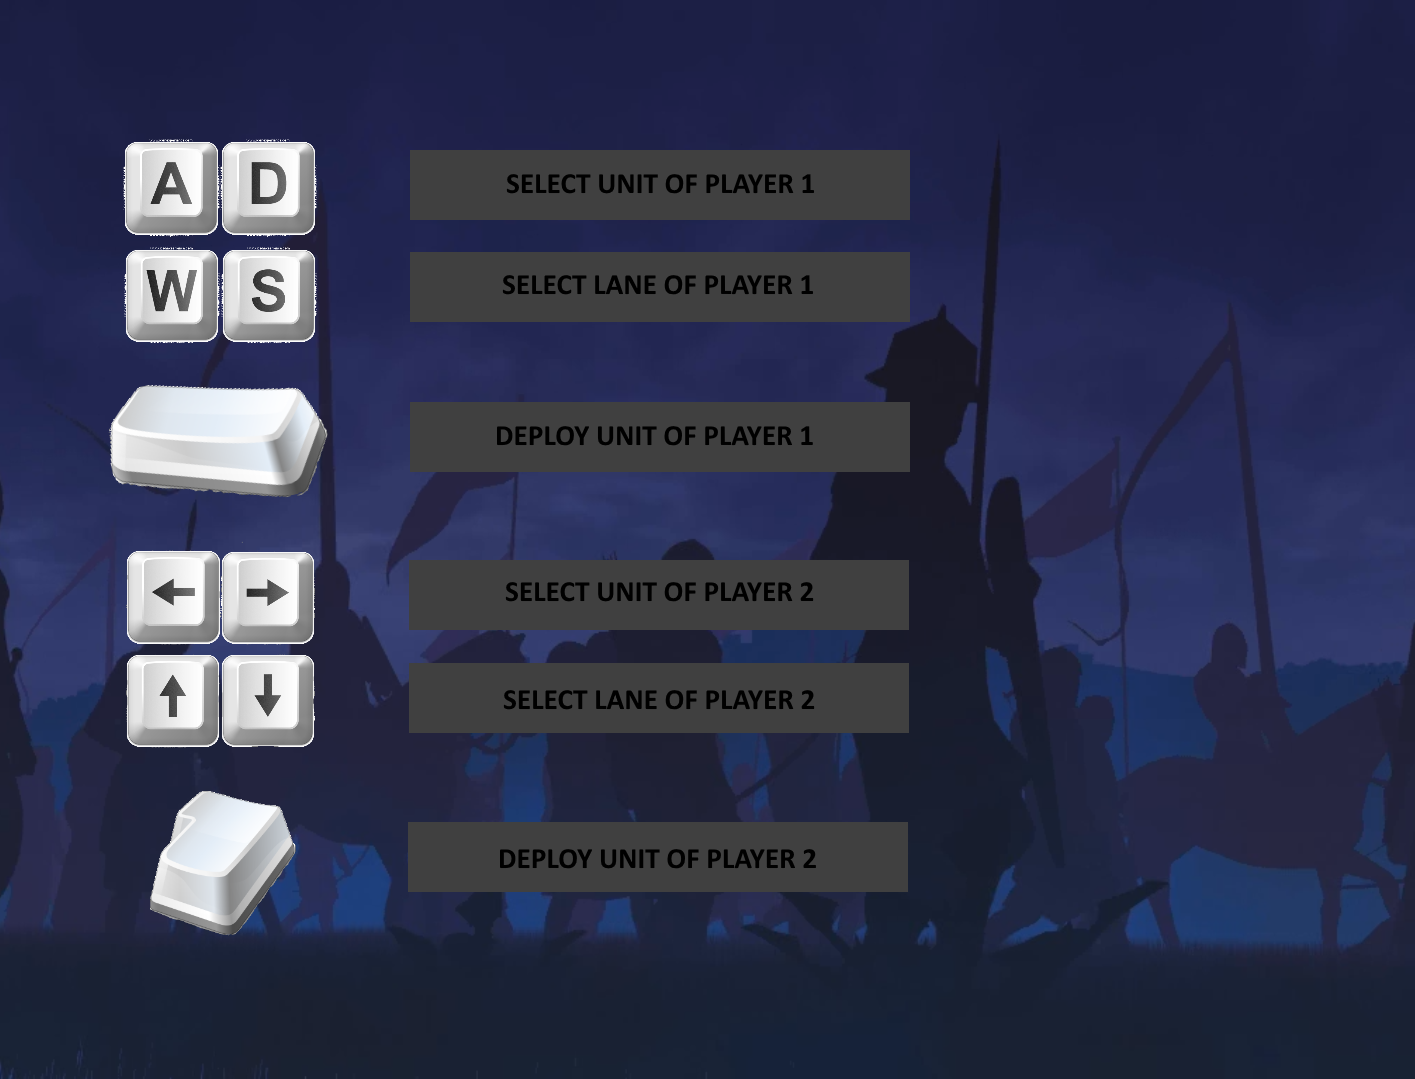 A D
SELECT UNIT OF PLAYER 1
W S
SELECT LANE OF PLAYER 1
DEPLOY UNIT OF PLAYER 1
← →
SELECT UNIT OF PLAYER 2
↑ ↓
SELECT LANE OF PLAYER 2
DEPLOY UNIT OF PLAYER 2